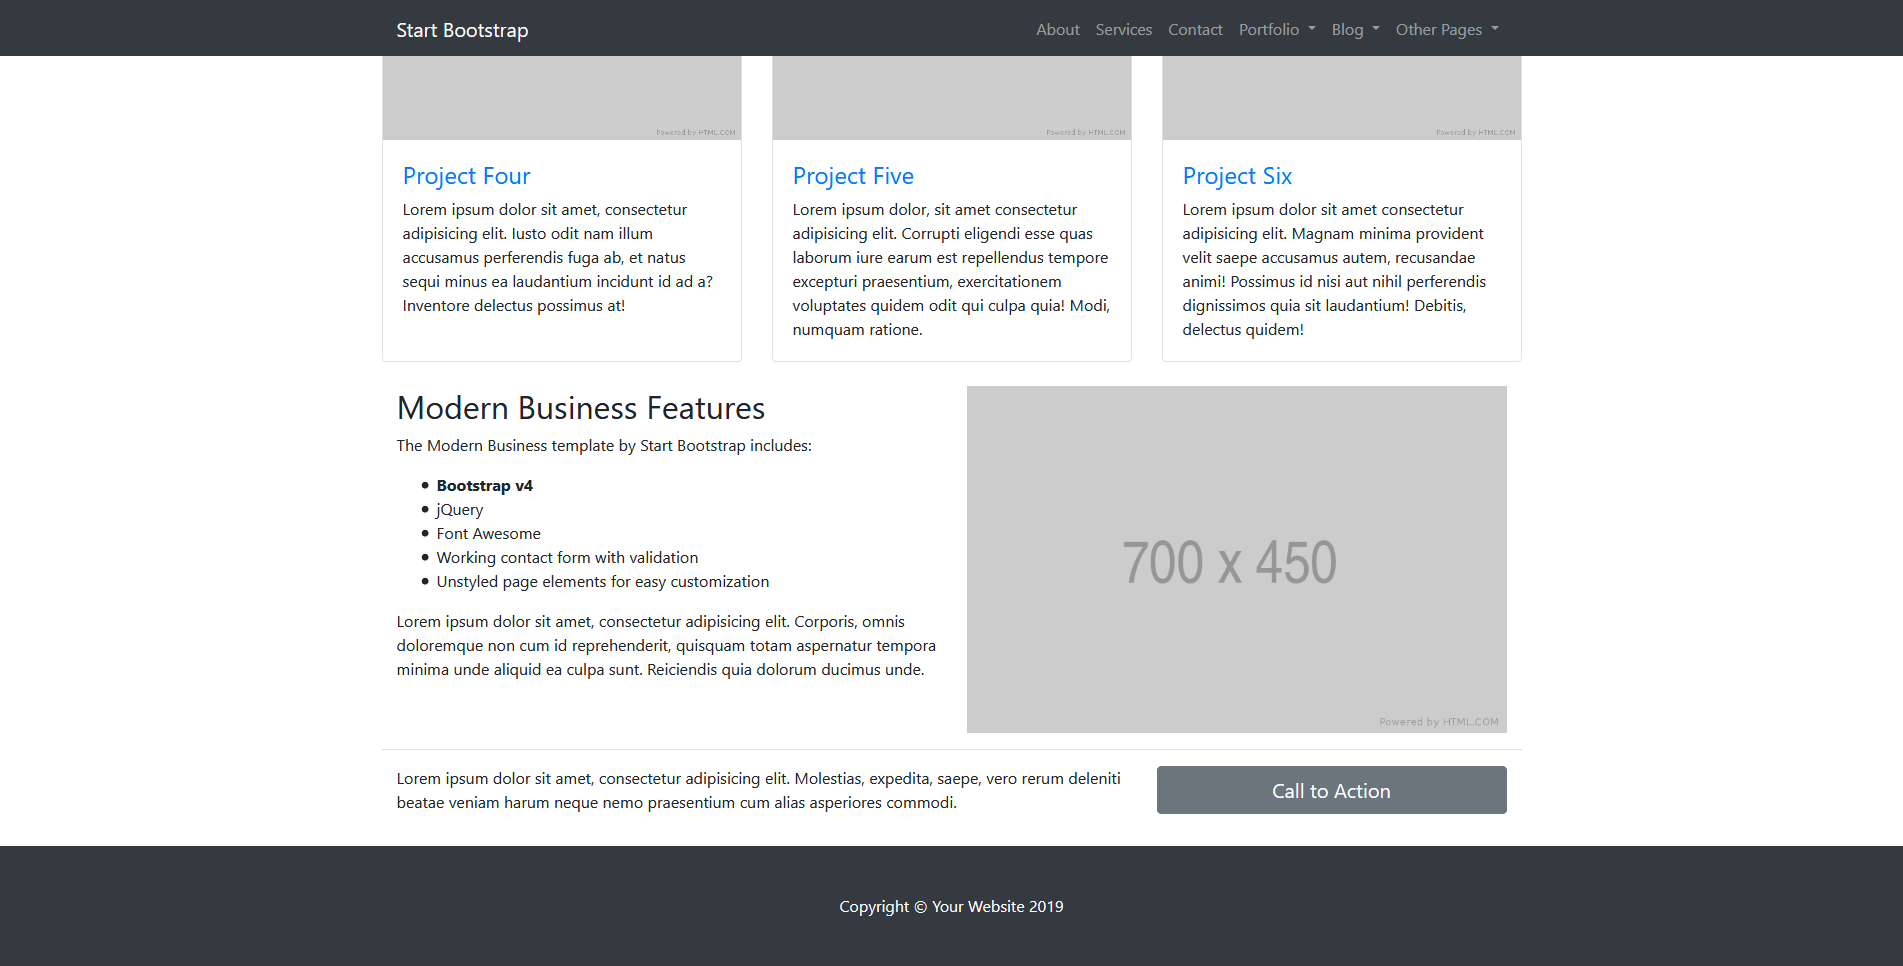 Start Bootstrap
About Services Contact Portfolio Blog Other Pages
Powered by HTML.COM
Powered by HTML.COM
Powered by HTML.COM
Project Four
Lorem ipsum dolor sit amet, consectetur
adipisicing elit. Iusto odit nam illum
accusamus perferendis fuga ab, et natus
sequi minus ea laudantium incidunt id ad a?
Inventore delectus possimus at!
Project Five
Lorem ipsum dolor, sit amet consectetur
adipisicing elit. Corrupti eligendi esse quas
laborum iure earum est repellendus tempore
excepturi praesentium, exercitationem
voluptates quidem odit qui culpa quia! Modi,
numquam ratione.
Project Six
Lorem ipsum dolor sit amet consectetur
adipisicing elit. Magnam minima provident
velit saepe accusamus autem, recusandae
animi! Possimus id nisi aut nihil perferendis
dignissimos quia sit laudantium! Debitis,
delectus quidem!
Modern Business Features
The Modern Business template by Start Bootstrap includes:
Bootstrap v4
jQuery
Font Awesome
Working contact form with validation
Unstyled page elements for easy customization
Lorem ipsum dolor sit amet, consectetur adipisicing elit. Corporis, omnis
doloremque non cum id reprehenderit, quisquam totam aspernatur tempora
minima unde aliquid ea culpa sunt. Reiciendis quia dolorum ducimus unde.
700 x 450
Powered by HTML.COM
Lorem ipsum dolor sit amet, consectetur adipisicing elit. Molestias, expedita, saepe, vero rerum deleniti
beatae veniam harum neque nemo praesentium cum alias asperiores commodi.
Call to Action
Copyright © Your Website 2019